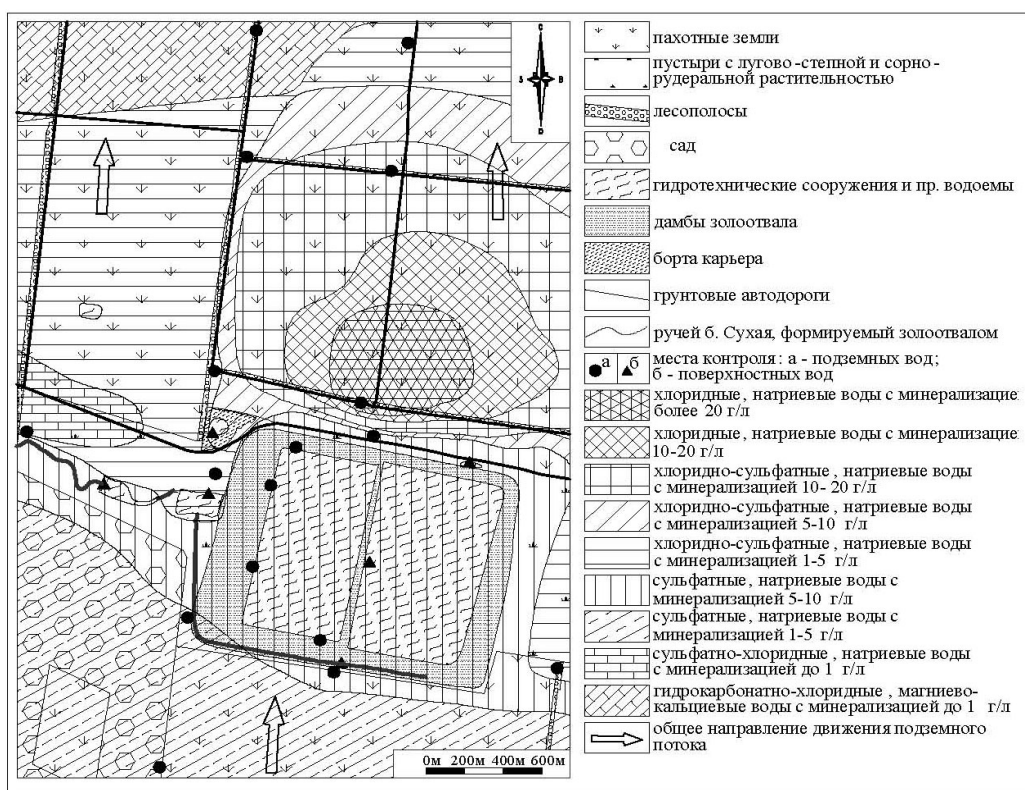 С
З В
Ю
0м 200м 400м 600м
пахотные земли
пустыри с лугово-степной и сорно-
рудеральной растительностью
лесополосы
сад
гидротехнические сооружения и пр. водоемы
дамбы золоотвала
борта карьера
грунтовые автодороги
ручей б. Сухая, формируемый золоотвалом
а б
места контроля: а - подземных вод;
б - поверхностных вод
хлоридные, натриевые воды с минерализацие
более 20 г/л
хлоридные, натриевые воды с минерализацие
10-20 г/л
хлоридно-сульфатные, натриевые воды
с минерализацией 10-20 г/л
хлоридно-сульфатные, натриевые воды
с минерализацией 5-10 г/л
хлоридно-сульфатные, натриевые воды
с минерализацией 1-5 г/л
сульфатные, натриевые воды с
минерализацией 5-10 г/л
сульфатные, натриевые воды с
минерализацией 1-5 г/л
сульфатно-хлоридные, натриевые воды
с минерализацией до 1 г/л
гидрокарбонатно-хлоридные, магниево-
кальциевые воды с минерализацией до 1 г/л
общее направление движения подземного
потока